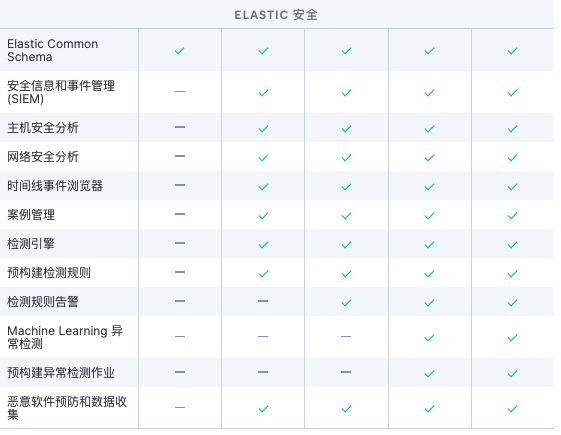 ELASTIC 安全
Elastic Common
Schema
安全信息和事件管理
(SIEM)
主机安全分析
网络安全分析
时间线事件浏览器
案例管理
检测引擎
预构建检测规则
检测规则告警
Machine Learning 异
常检测
预构建异常检测作业
恶意软件预防和数据收
集